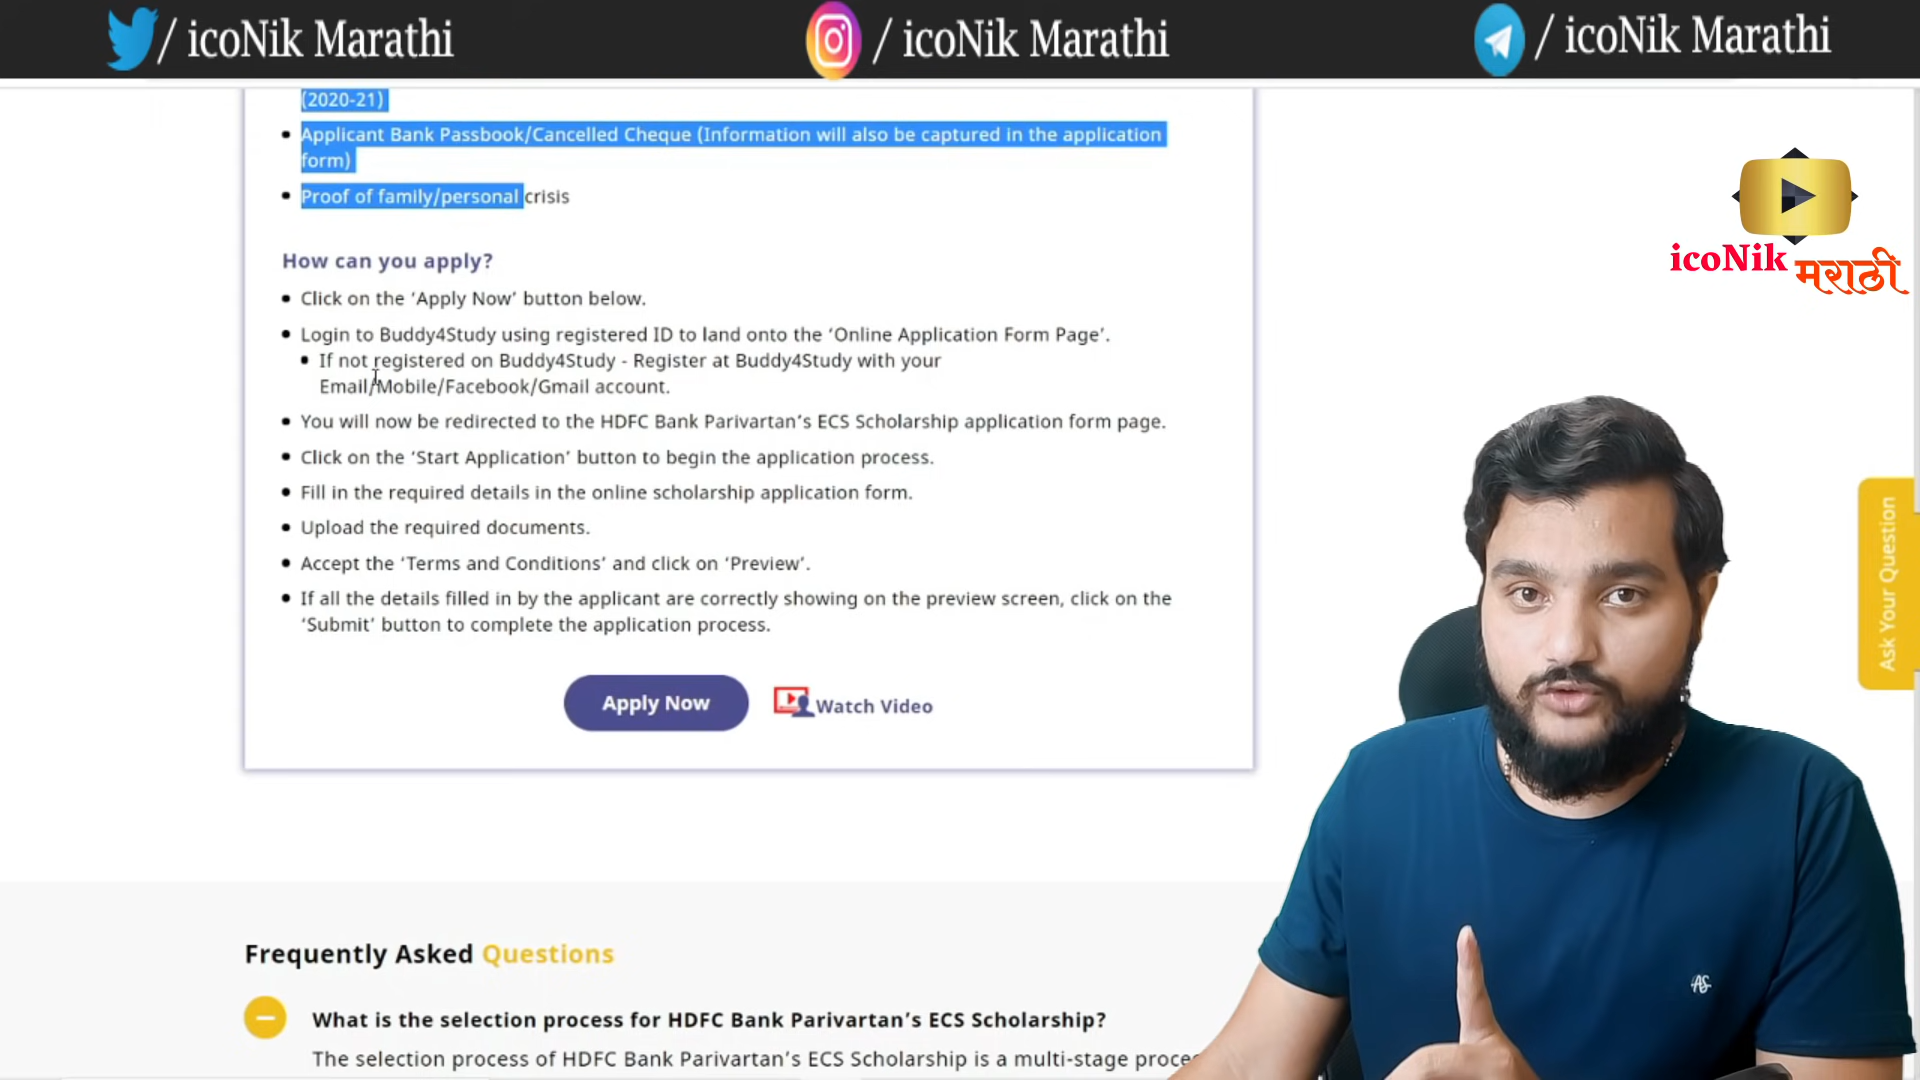 / icoNik Marathi
/ icoNik Marathi
/ icoNik Marathi
(2020-21)
Applicant Bank Passbook/Cancelled Cheque (Information will also be captured in the application
form)
Proof of family/personal crisis
icoNik
मराठी
How can you apply?
Click on the ‘Apply Now’ button below.
Login to Buddy4Study using registered ID to land onto the ‘Online Application Form Page’.
If not registered on Buddy4Study - Register at Buddy4Study with your
Email/Mobile/Facebook/Gmail account.
You will now be redirected to the HDFC Bank Parivartan’s ECS Scholarship application form page.
Click on the ‘Start Application’ button to begin the application process.
Fill in the required details in the online scholarship application form.
Upload the required documents.
Accept the ‘Terms and Conditions’ and click on ‘Preview’.
If all the details filled in by the applicant are correctly showing on the preview screen, click on the
‘Submit’ button to complete the application process.
Ask Your Question
Apply Now
Watch Video
Frequently Asked Questions
What is the selection process for HDFC Bank Parivartan’s ECS Scholarship?
The selection process of HDFC Bank Parivartan’s ECS Scholarship is a multi-stage
AS